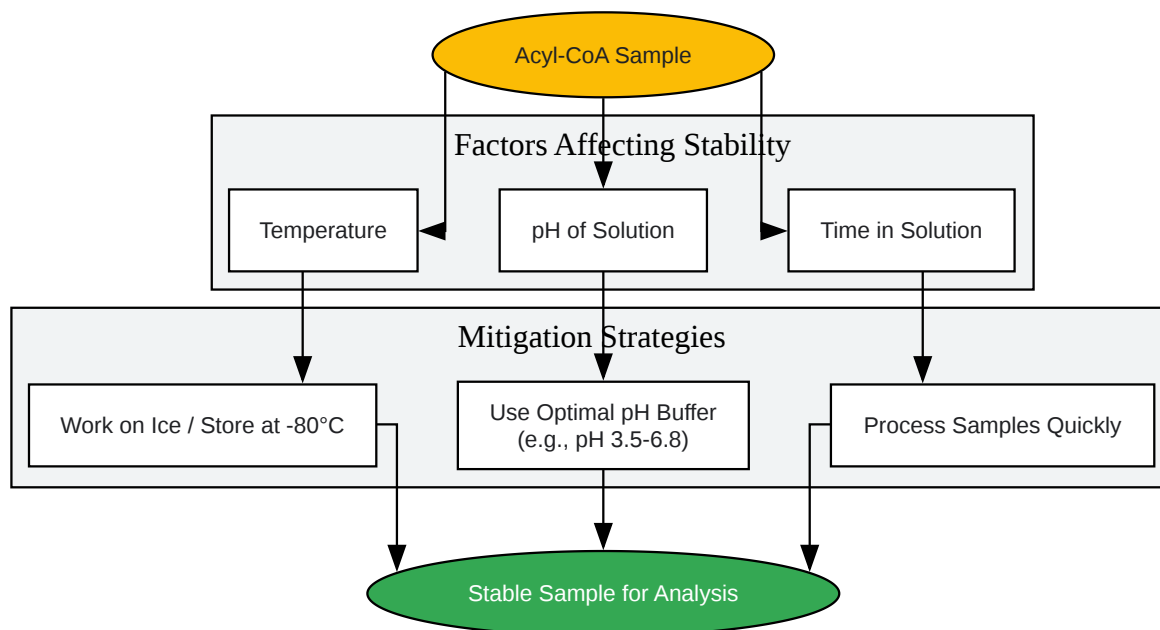 Acyl-CoA Sample
Factors Affecting Stability
Temperature
pH of Solution
Time in Solution
Mitigation Strategies
Work on Ice / Store at -80°C
Use Optimal pH Buffer
(e.g., pH 3.5-6.8)
Process Samples Quickly
Stable Sample for Analysis